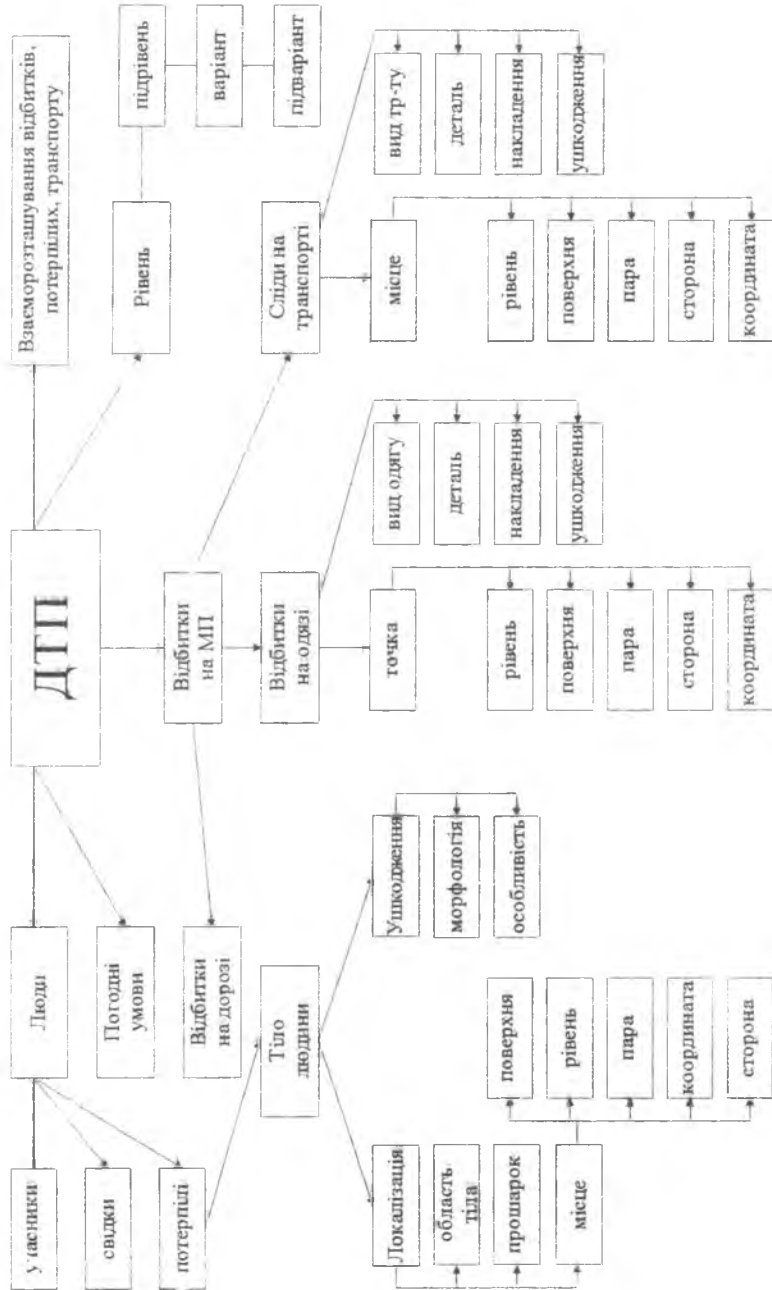 ДТП
Люди
Взаєморозташування відбитків,
потерпілих, транспорту
учасники
свідки
потерпілі
Погодні
умови
Рівень
підрівень
варіант
підваріант
Відбитки
на МП
Відбитки
на дорозі
Відбитки
на одязі
Сліди на
транспорті
Тіло
людини
Локалізація
область
тіла
прошарок
місце
поверхня
рівень
пара
координата
сторона
Ушкодження
морфологія
особливість
точка
рівень
поверхня
пара
сторона
координата
вид одягу
деталь
накладення
ушкодження
місце
рівень
поверхня
пара
сторона
координата
вид тр-ту
деталь
накладення
ушкодження